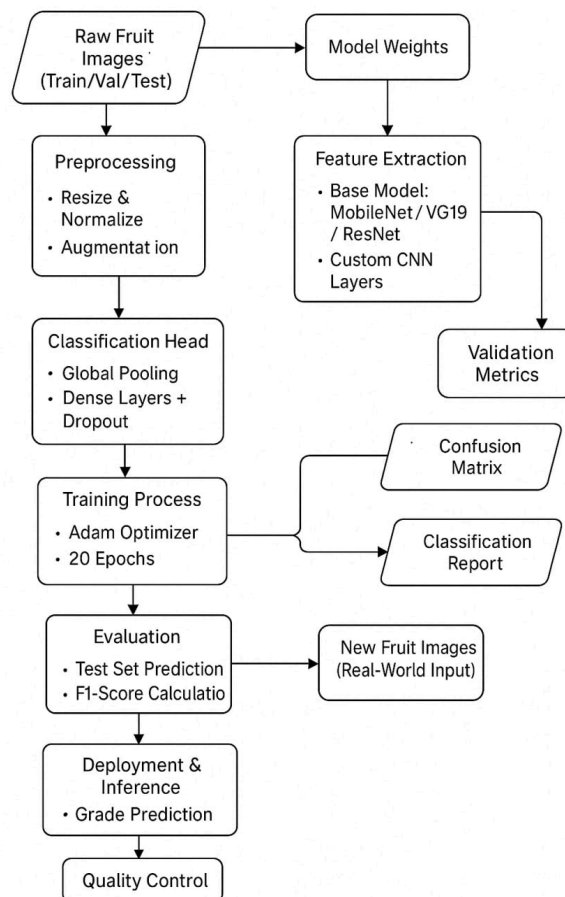 Raw Fruit
Images
(Train/Val/Test)
Model Weights
Preprocessing
• Resize &
Normalize
• Augmentat ion
Feature Extraction
• Base Model:
MobileNet / VG19
/ ResNet
• Custom CNN
Layers
Classification Head
• Global Pooling
• Dense Layers +
Dropout
Validation
Metrics
Confusion
Matrix
Training Process
• Adam Optimizer
• 20 Epochs
Classification
Report
Evaluation
• Test Set Prediction
• F1-Score Calculatio
New Fruit Images
(Real-World Input)
Deployment &
Inference
• Grade Prediction
Quality Control